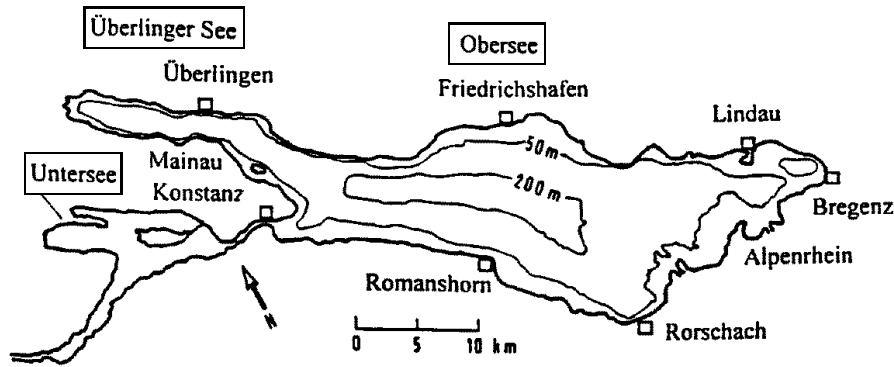 Überlinger See
Obersee
Überlingen
Friedrichshafen
Lindau
50m
Mainau
Untersee
Konstanz
200 m
Bregenz
Alpenrhein
Romanshorn
N
0 5 10 km
Rorschach